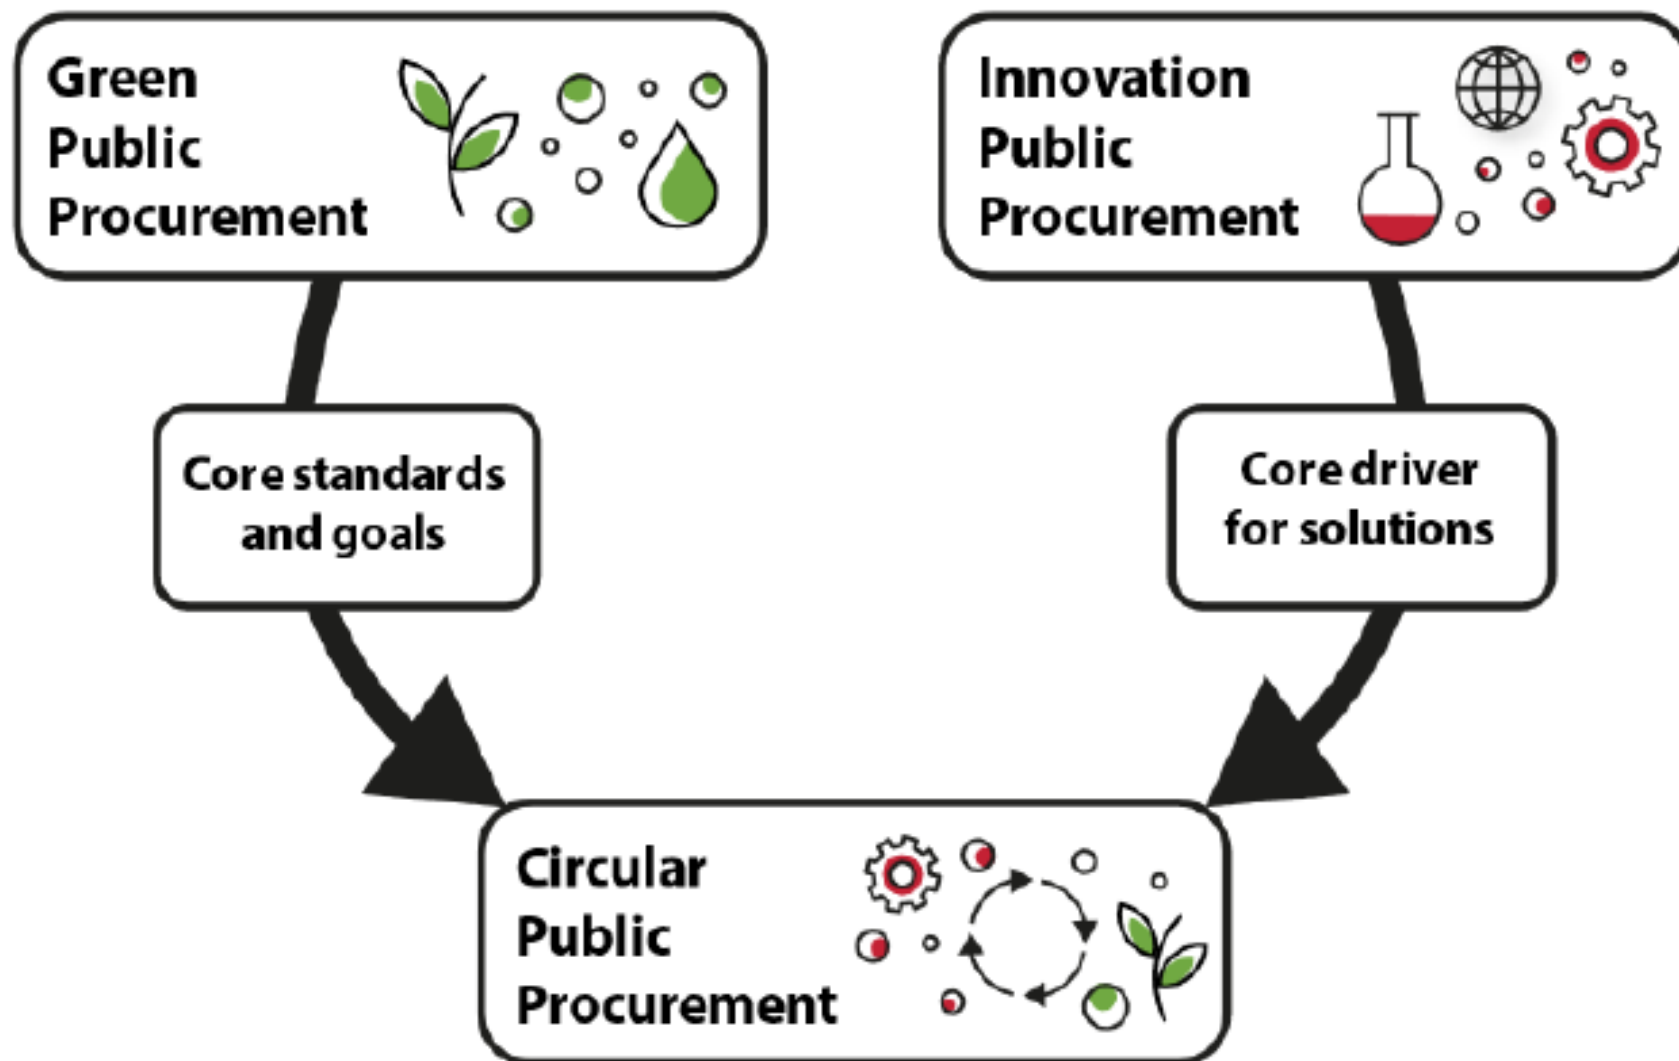 Green
Public
Procurement
Innovation
Public
Procurement
Core standards
and goals
Core driver
for solutions
Circular
Public
Procurement